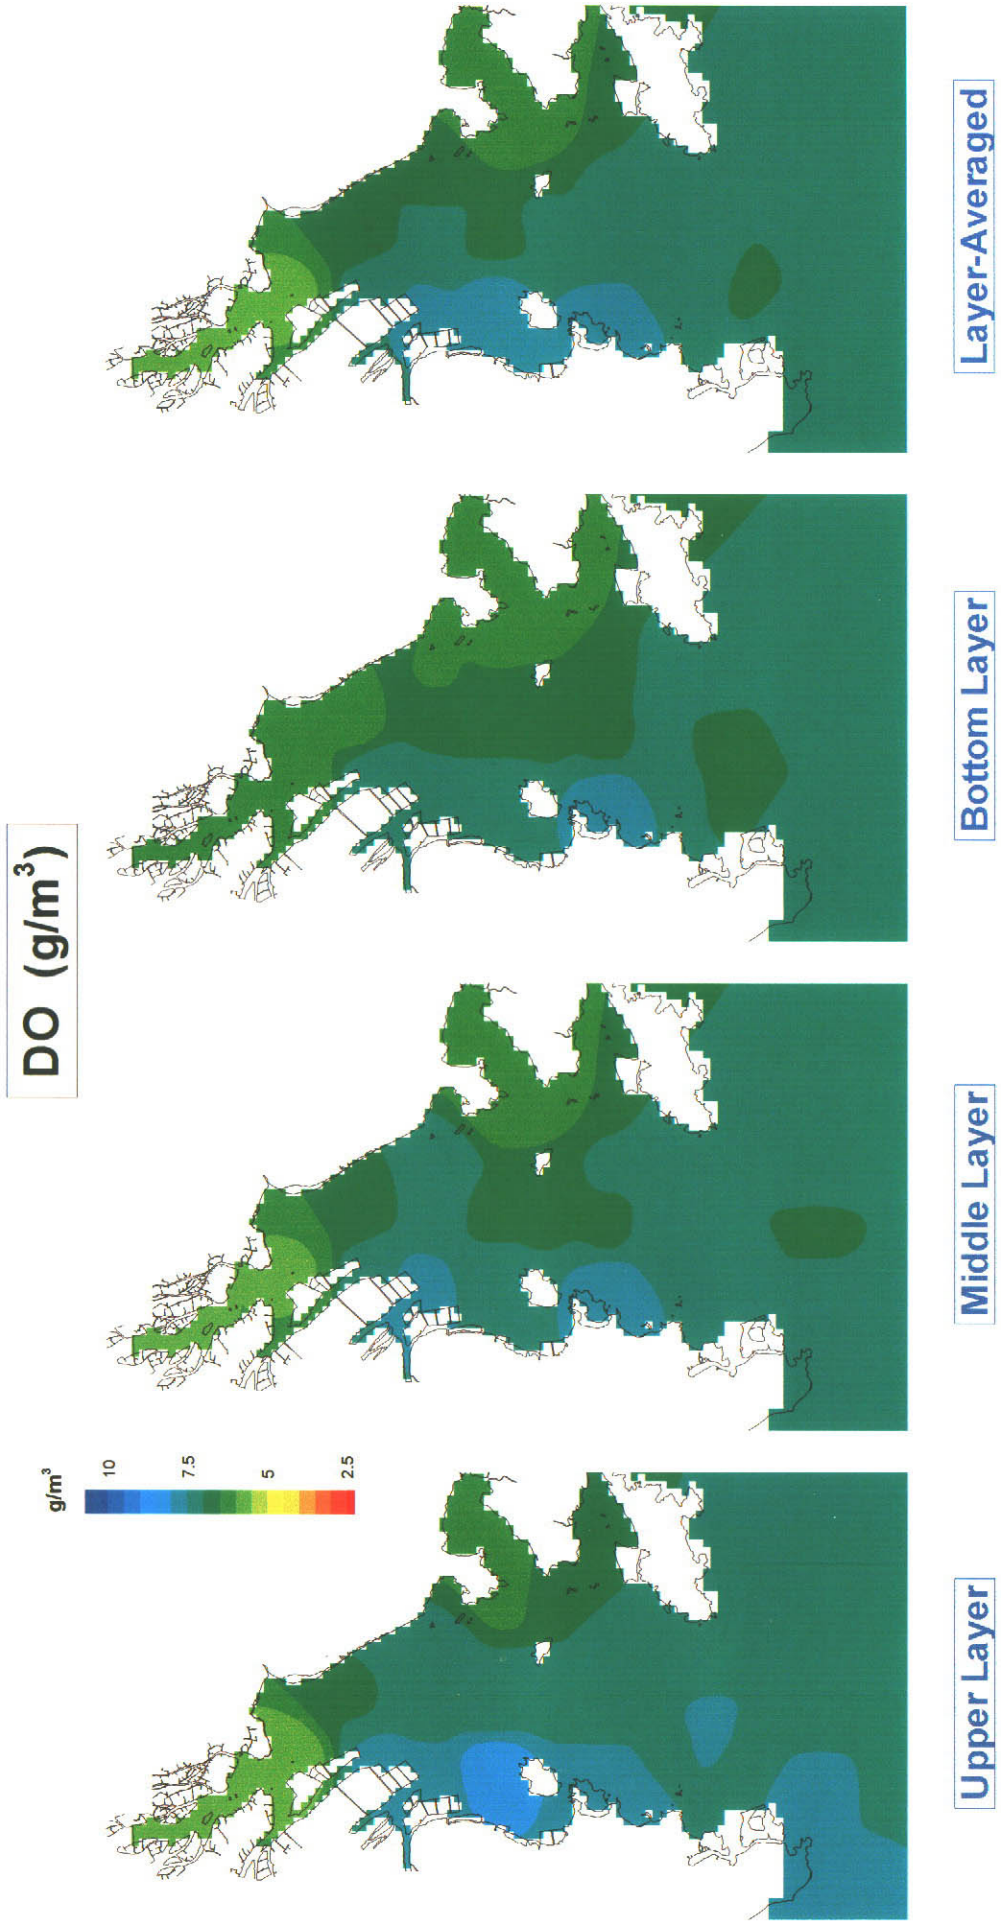 DO (g/m³)
g/m³
10
7.5
5
2.5
Upper Layer
Middle Layer
Bottom Layer
Layer-Averaged